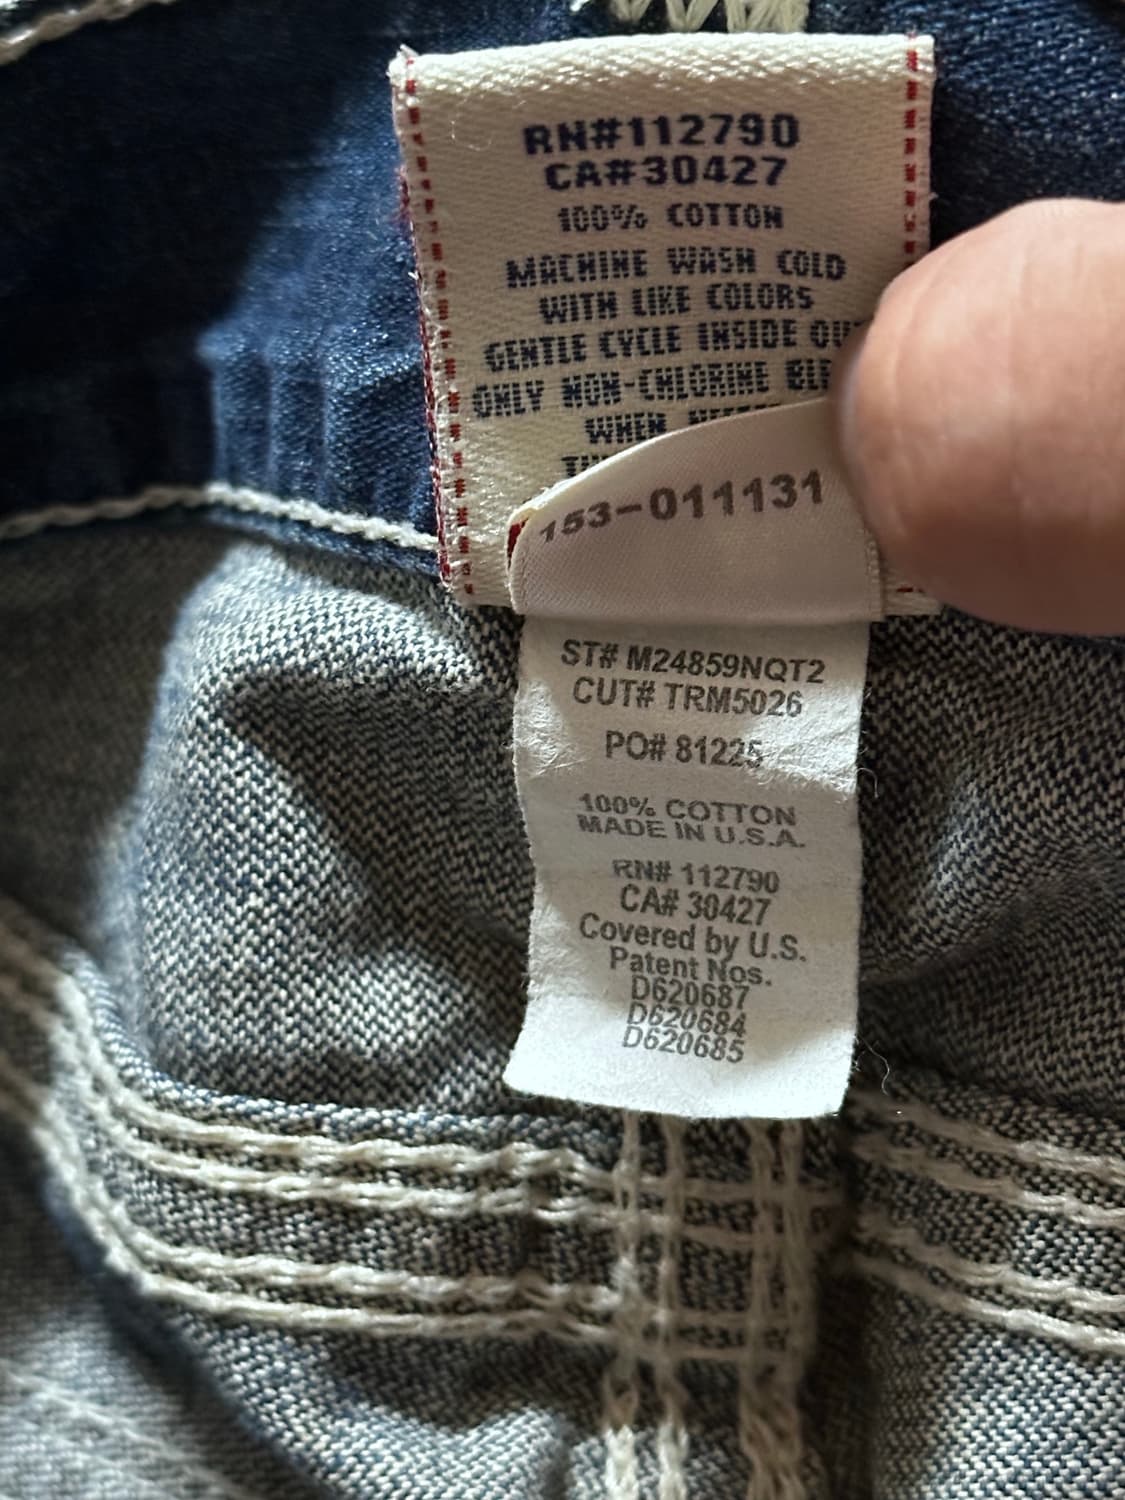 RN#112790
CA#30427
100% COTTON
MACHINE WASH COLD
WITH LIKE COLORS
GENTLE CYCLE INSIDE
ONLY NON-CHLORINE
WHEN
153-011131
ST# M24859NQT2
CUT# TRM5026
PO# 81225
100% COTTON
MADE IN U.S.A.
RN# 112790
CA# 30427
Covered by U.S.
Patent Nos.
D620687
D620684
D620685